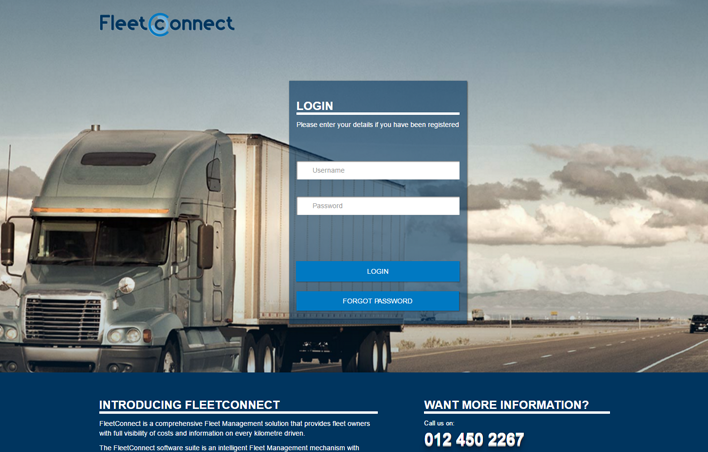 FleetConnect
LOGIN
Please enter your details if you have been registered
Username
Password
LOGIN
FORGOT PASSWORD
INTRODUCING FLEETCONNECT
FleetConnect is a comprehensive Fleet Management solution that provides fleet owners
with full visibility of costs and information on every kilometre driven.
The FleetConnect software suite is an intelligent Fleet Management mechanism with
WANT MORE INFORMATION?
Call us on:
012 450 2267